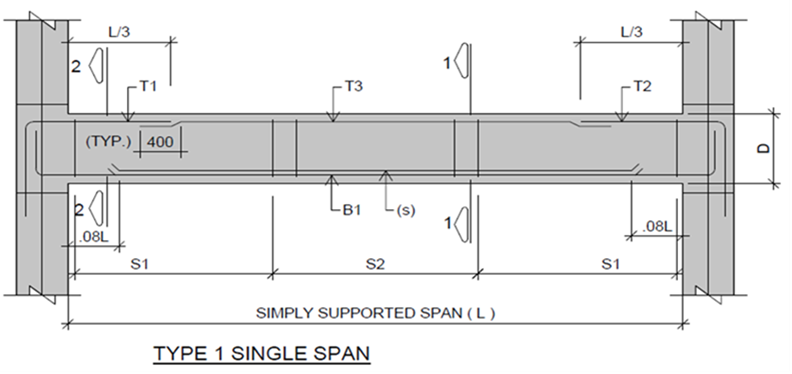 L/3 L/3
2 1
T1 T3 T2
(TYP.) 400 D
2 B1 (s) 1
.08L .08L
S1 S2 S1
SIMPLY SUPPORTED SPAN ( L )
TYPE 1 SINGLE SPAN